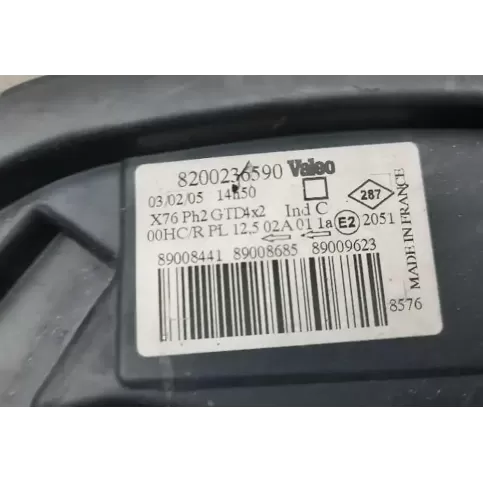 8200236590 Valeo
03/02/05 14h50
287
X76 Ph2 GTD4x2 Ind C
00HC/R PL 12,5 02A 01 1a E2 2051
89008441 89008685 89009623
MADE IN FRANCE
8576